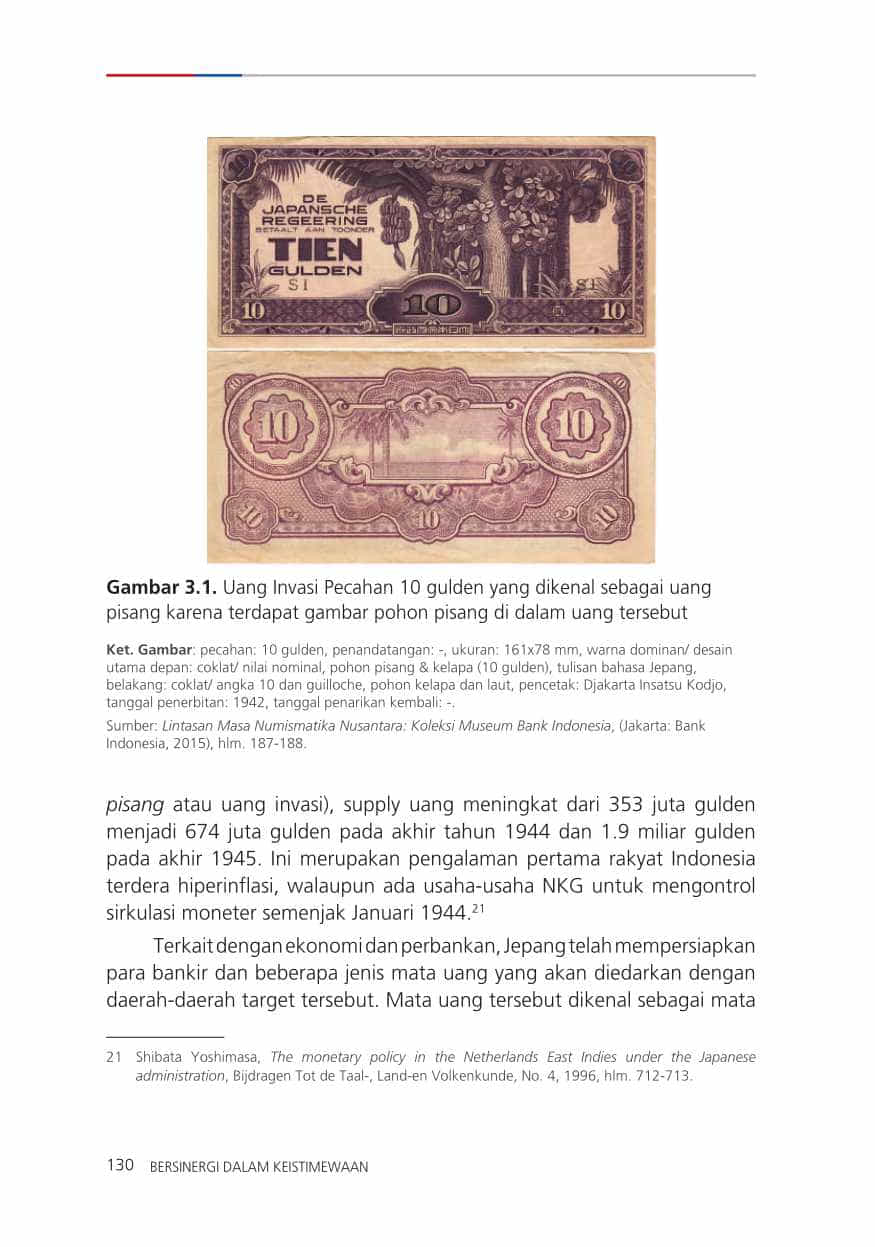 DE
JAPANSCHE
REGEERING
BETAALT AAN TOONDER
TIEN
GULDEN
SI
SI
10
10
10
10
10
10
10
10
10
10
Gambar 3.1. Uang Invasi Pecahan 10 gulden yang dikenal sebagai uang
pisang karena terdapat gambar pohon pisang di dalam uang tersebut
Ket. Gambar: pecahan: 10 gulden, penandatangan: -, ukuran: 161x78 mm, warna dominan/ desain
utama depan: coklat/ nilai nominal, pohon pisang & kelapa (10 gulden), tulisan bahasa Jepang,
belakang: coklat/ angka 10 dan guilloche, pohon kelapa dan laut, pencetak: Djakarta Insatsu Kodjo,
tanggal penerbitan: 1942, tanggal penarikan kembali: -.
Sumber: Lintasan Masa Numismatika Nusantara: Koleksi Museum Bank Indonesia, (Jakarta: Bank
Indonesia, 2015), hlm. 187-188.
pisang atau uang invasi), supply uang meningkat dari 353 juta gulden
menjadi 674 juta gulden pada akhir tahun 1944 dan 1.9 miliar gulden
pada akhir 1945. Ini merupakan pengalaman pertama rakyat Indonesia
terdera hiperinflasi, walaupun ada usaha-usaha NKG untuk mengontrol
sirkulasi moneter semenjak Januari 1944.21
Terkait dengan ekonomi dan perbankan, Jepang telah mempersiapkan
para bankir dan beberapa jenis mata uang yang akan diedarkan dengan
daerah-daerah target tersebut. Mata uang tersebut dikenal sebagai mata
21 Shibata Yoshimasa, The monetary policy in the Netherlands East Indies under the Japanese
administration, Bijdragen Tot de Taal-, Land-en Volkenkunde, No. 4, 1996, hlm. 712-713.
130 BERSINERGI DALAM KEISTIMEWAAN